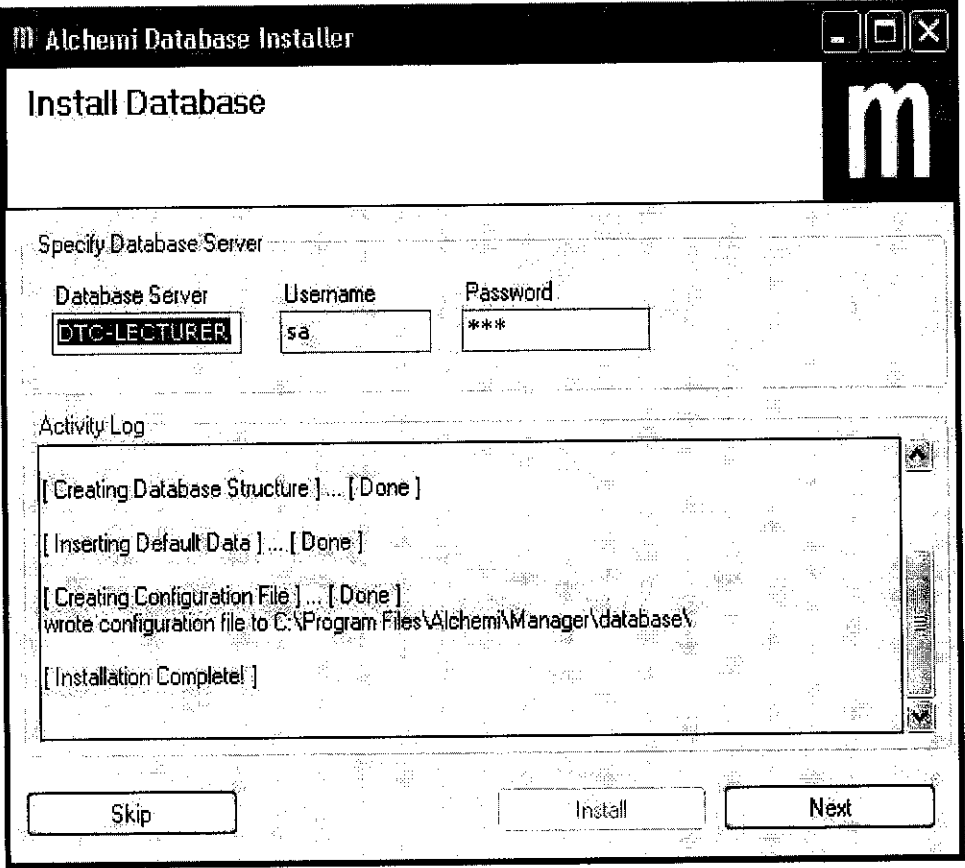 m Alchemi Database Installer
Install Database
m
Specify Database Server
Database Server Username Password
DTC-LECTURER sa ***
Activity Log
[ Creating Database Structure ] ... [ Done ]
[ Inserting Default Data ] ... [ Done ]
[ Creating Configuration File ] ... [ Done ]
wrote configuration file to C:\Program Files\Alchemi\Manager\database\
[ Installation Complete! ]
Skip Install Next